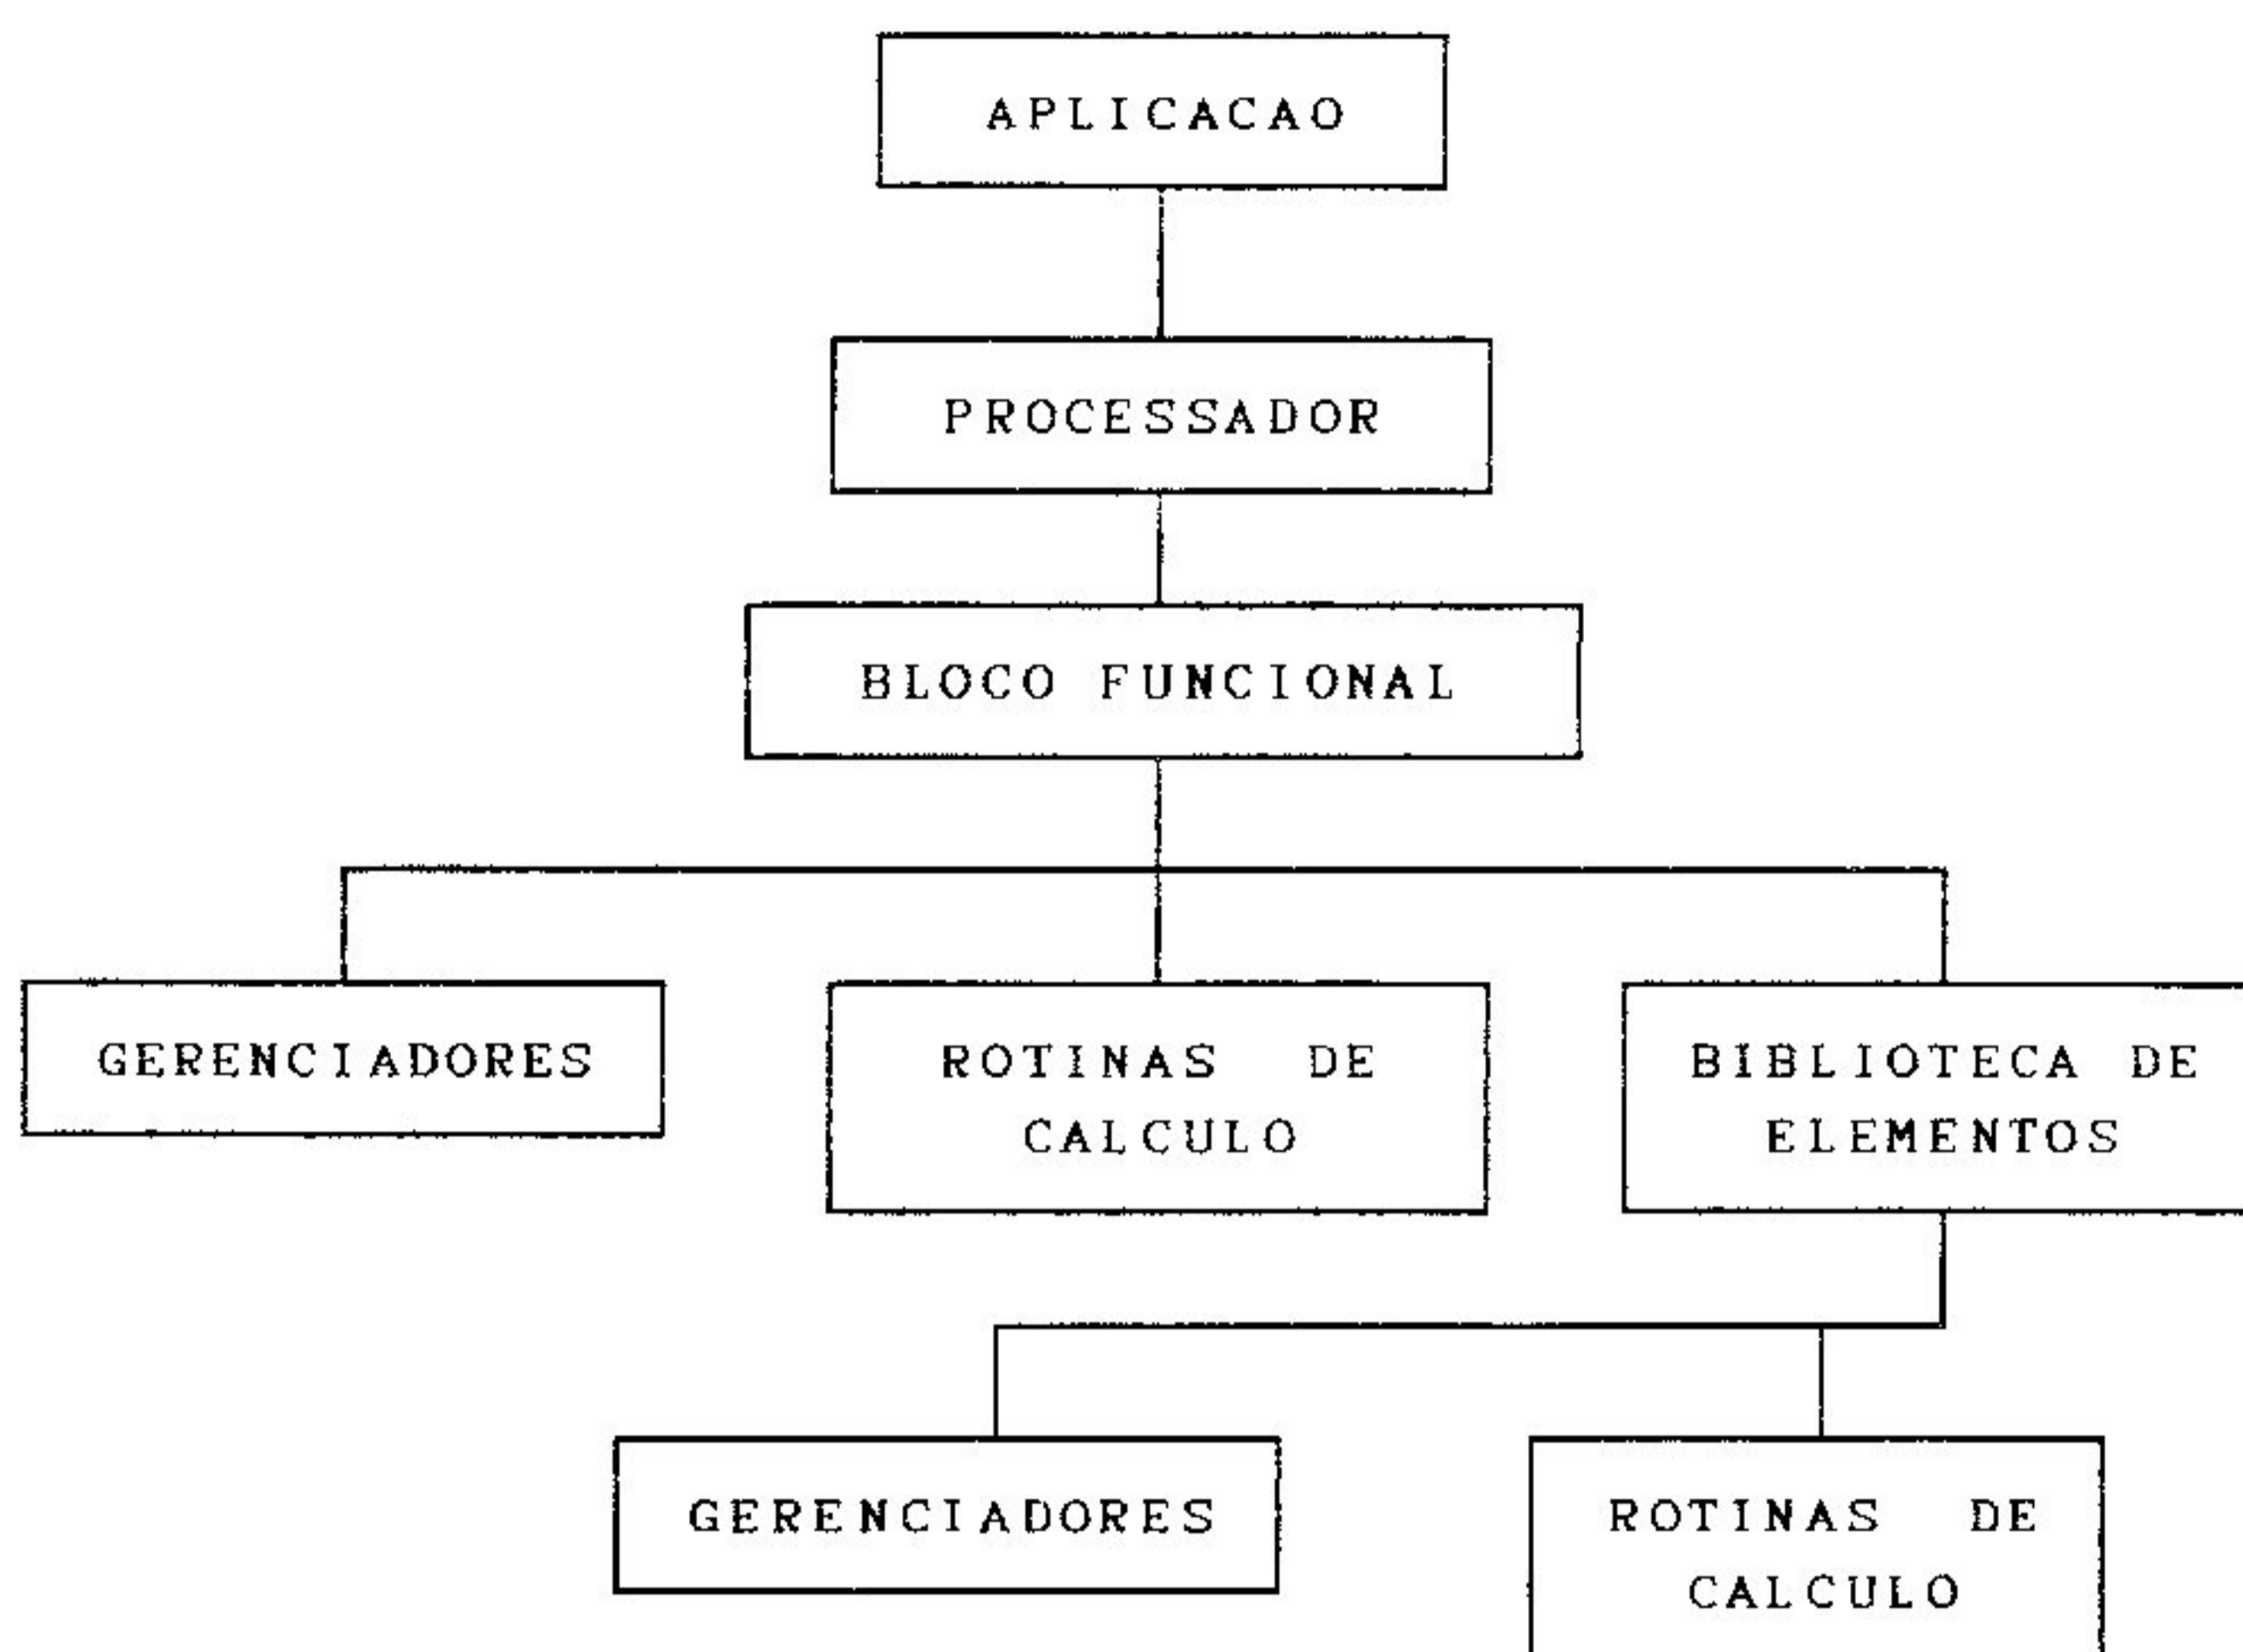 APLICACAO
PROCESSADOR
BLOCO FUNCIONAL
GERENCIADORES
ROTINAS DE
CALCULO
BIBLIOTECA DE
ELEMENTOS
GERENCIADORES
ROTINAS DE
CALCULO